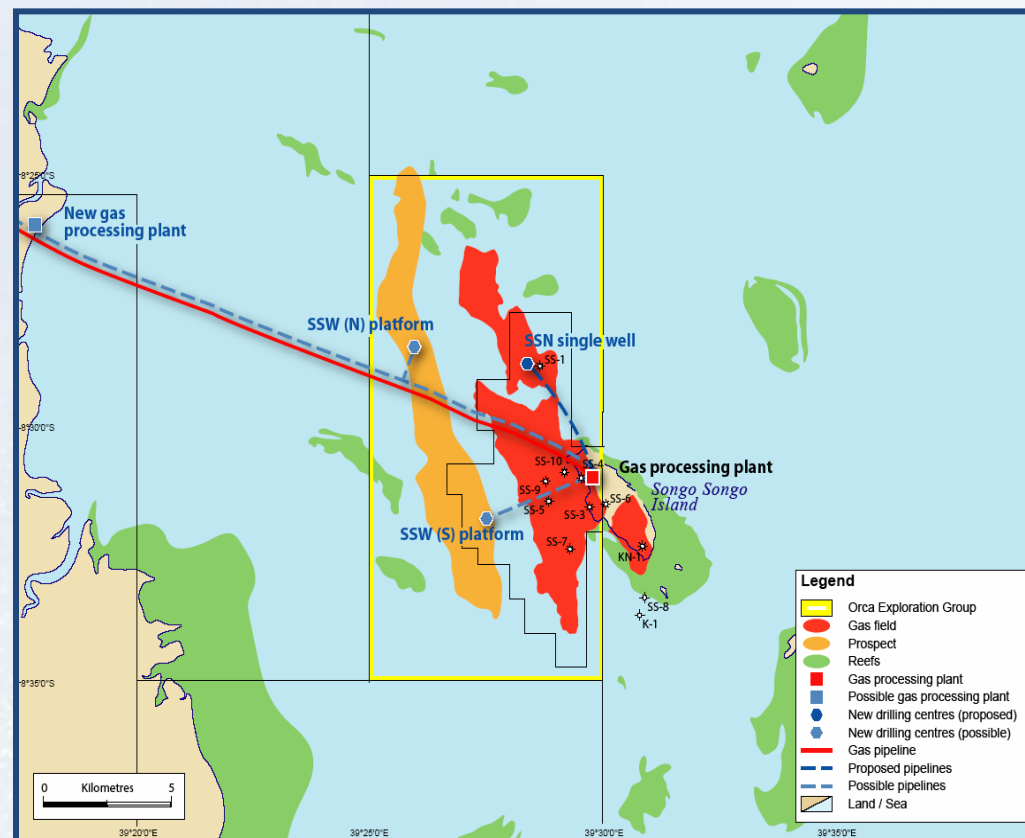 8°25'0"S
New gas
processing plant
SSW (N) platform
SSN single well
SS-1
8°30'0"S
SS-10
SS-4
Gas processing plant
SS-9
Songo Songo
Island
SS-5
SS-3
SS-6
SSW (S) platform
SS-7
KN-1
SS-8
K-1
8°35'0"S
Legend
Orca Exploration Group
Gas field
Prospect
Reefs
Gas processing plant
Possible gas processing plant
New drilling centres (proposed)
New drilling centres (possible)
Gas pipeline
Proposed pipelines
Possible pipelines
Land / Sea
0 Kilometres 5
39°20'0"E
39°25'0"E
39°30'0"E
39°35'0"E